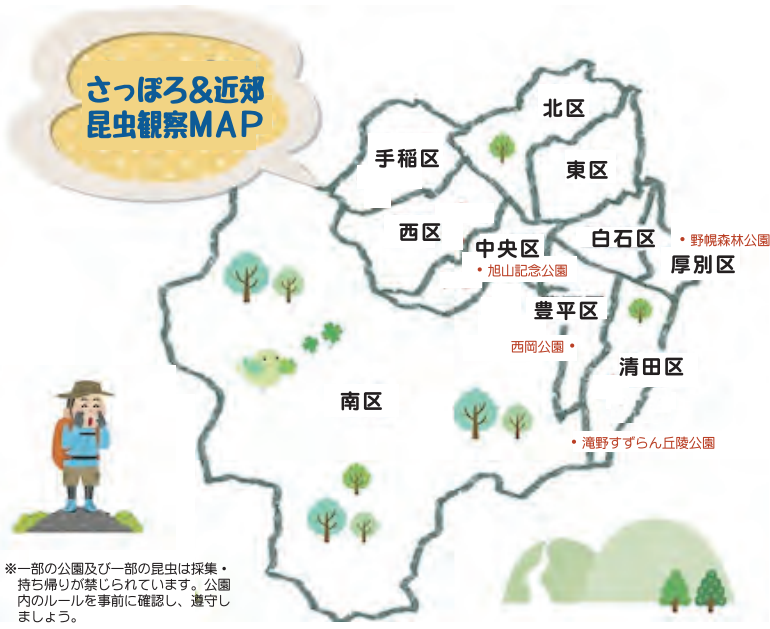 さっぽろ&近郊
昆虫観察MAP
北区
手稲区
東区
西区
中央区
白石区
・野幌森林公園
厚別区
・旭山記念公園
豊平区
西岡公園・
清田区
南区
・滝野すずらん丘陵公園
※一部の公園及び一部の昆虫は採集・
持ち帰りが禁じられています。公園
内のルールを事前に確認し、遵守し
ましょう。